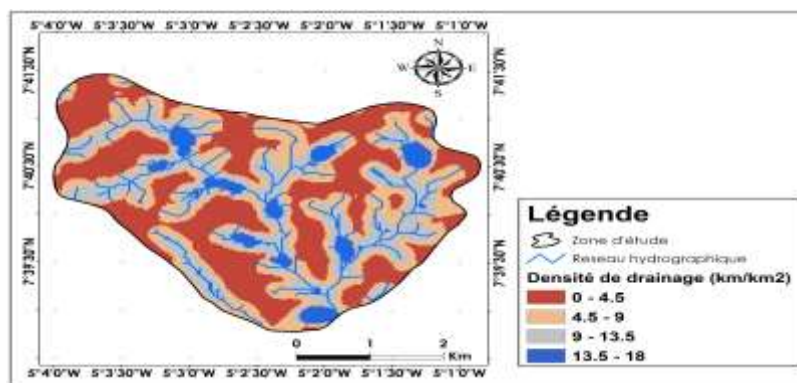 5°4'0"W 5°3'30"W 5°3'0"W 5°2'30"W 5°2'0"W 5°1'30"W 5°1'0"W
N
W E
S
7°41'30"N 7°41'30"N
7°40'30"N 7°40'30"N
7°39'30"N 7°39'30"N
0 1 2
Km
5°4'0"W 5°3'30"W 5°3'0"W 5°2'30"W 5°2'0"W 5°1'30"W 5°1'0"W
Légende
Zone d'étude
Reseau hydrographique
Densité de drainage (km/km2)
0 - 4.5
4.5 - 9
9 - 13.5
13.5 - 18